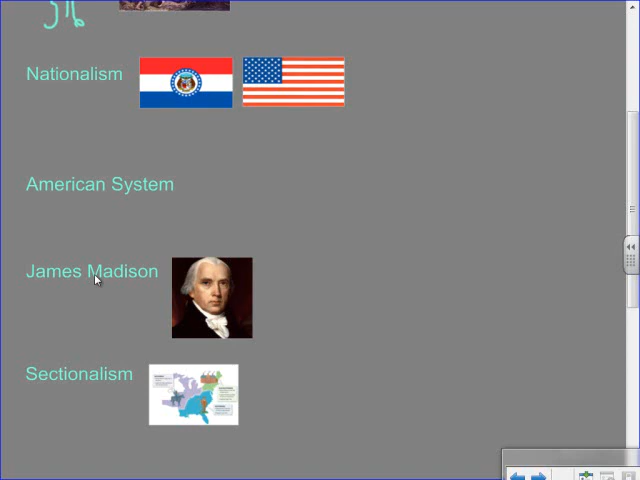 Nationalism
American System
James Madison
Sectionalism